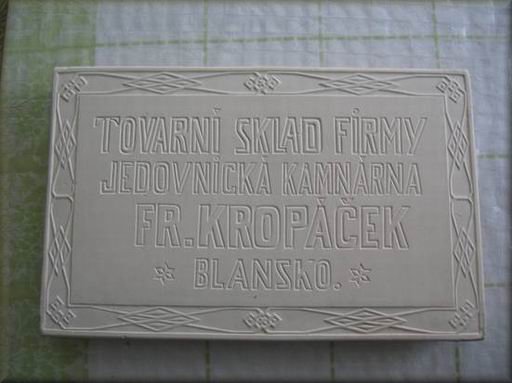 TOVARNÍ SKLAD FIRMY
JEDOVNICKÁ KAMNÁRNA
FR. KROPÁČEK
BLANSKO.